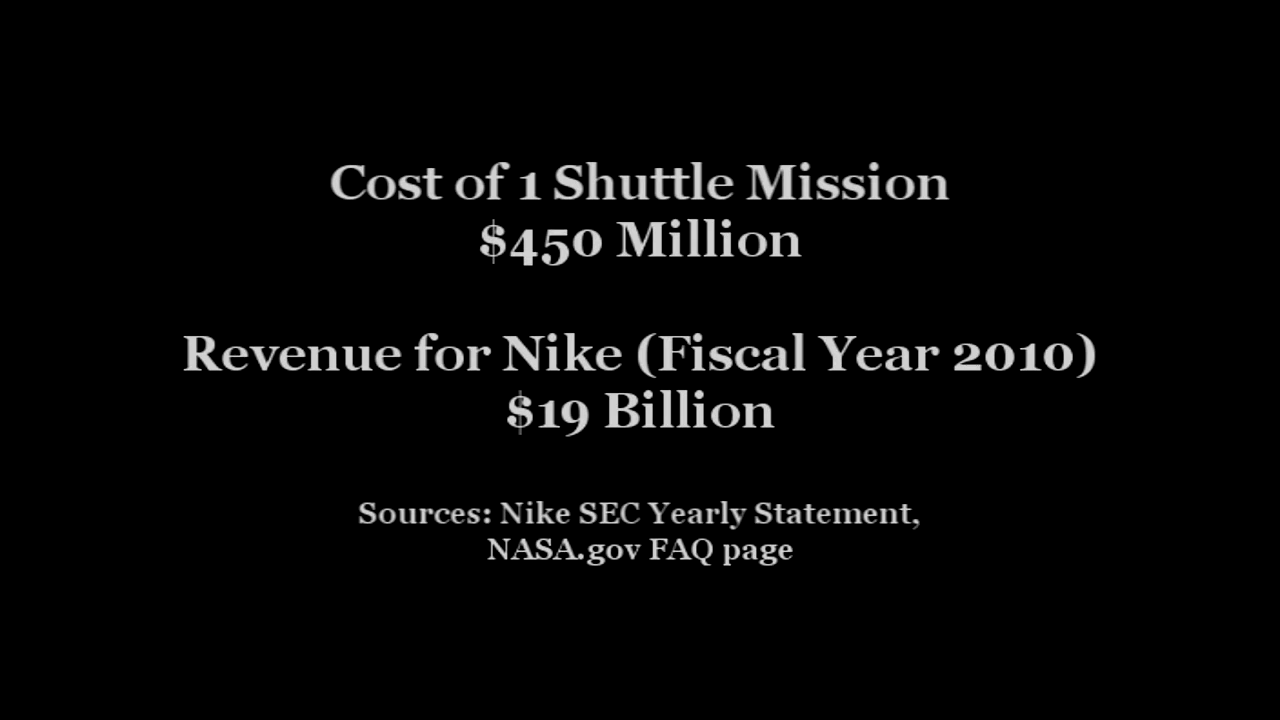 Cost of 1 Shuttle Mission
$450 Million
Revenue for Nike (Fiscal Year 2010)
$19 Billion
Sources: Nike SEC Yearly Statement,
NASA.gov FAQ page